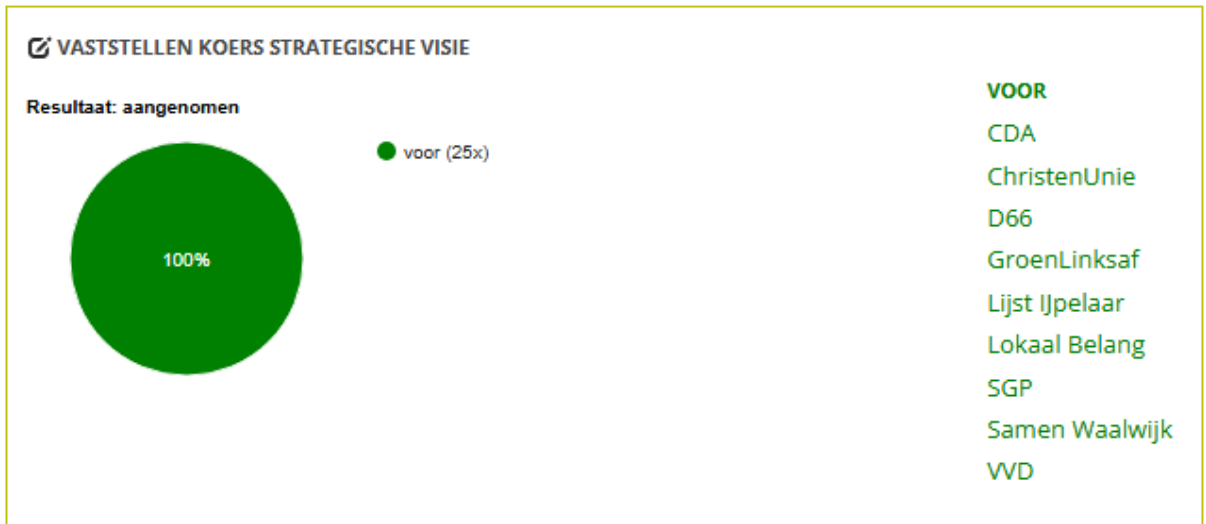 VASTSTELLEN KOERS STRATEGISCHE VISIE
Resultaat: aangenomen
voor (25x)
100%
VOOR
CDA
ChristenUnie
D66
GroenLinksaf
Lijst IJpelaar
Lokaal Belang
SGP
Samen Waalwijk
VVD